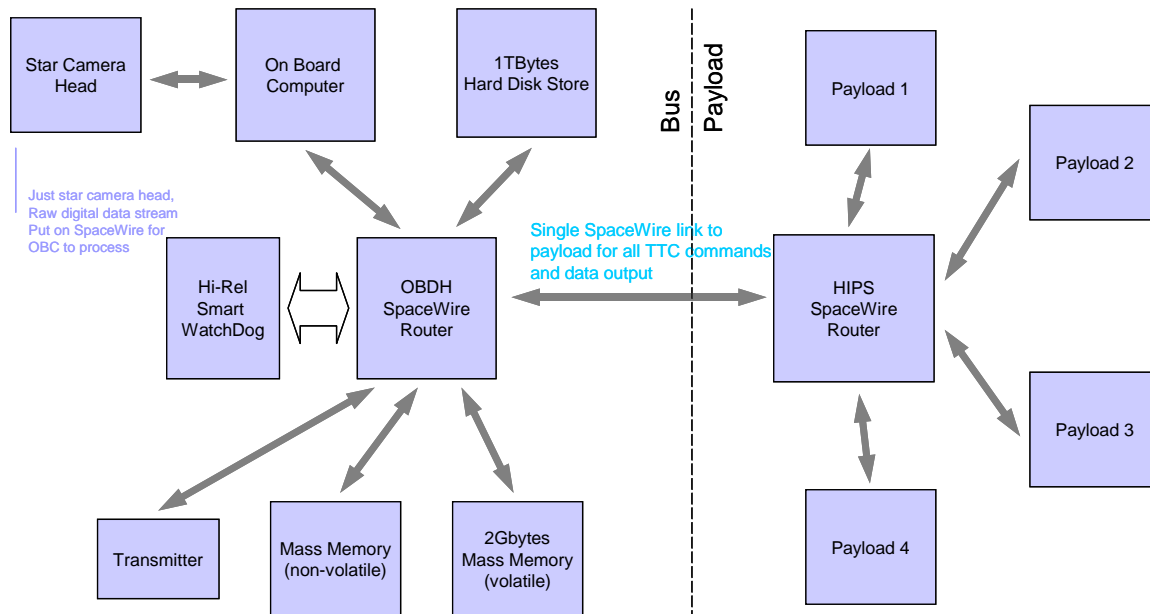 Star Camera
Head
On Board
Computer
1TBytes
Hard Disk Store
Bus
Payload
Payload 1
Payload 2
Just star camera head,
Raw digital data stream
Put on SpaceWire for
OBC to process
Single SpaceWire link to
payload for all TTC commands
and data output
Hi-Rel
Smart
WatchDog
OBDH
SpaceWire
Router
HIPS
SpaceWire
Router
Payload 3
Transmitter
Mass Memory
(non-volatile)
2Gbytes
Mass Memory
(volatile)
Payload 4